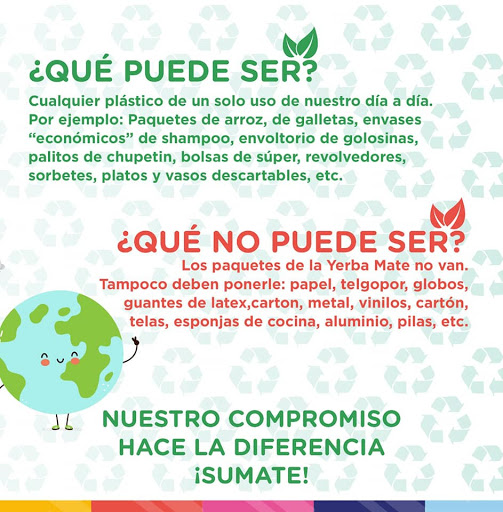 ¿QUÉ PUEDE SER?
Cualquier plástico de un solo uso de nuestro día a día.
Por ejemplo: Paquetes de arroz, de galletas, envases
“económicos” de shampoo, envoltorio de golosinas,
palitos de chupetin, bolsas de súper, revolvedores,
sorbetes, platos y vasos descartables, etc.
¿QUÉ NO PUEDE SER?
Los paquetes de la Yerba Mate no van.
Tampoco deben ponerle: papel, telgopor, globos,
guantes de latex,carton, metal, vinilos, cartón,
telas, esponjas de cocina, aluminio, pilas, etc.
NUESTRO COMPROMISO
HACE LA DIFERENCIA
¡SUMATE!